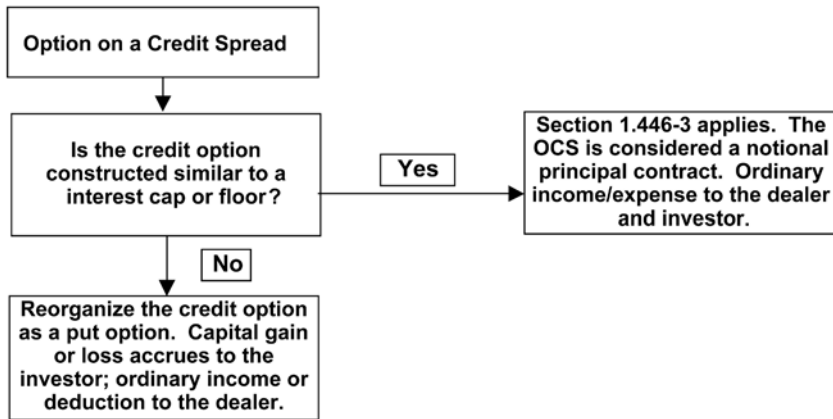 Option on a Credit Spread
Is the credit option
constructed similar to a
interest cap or floor?
Yes
Section 1.446-3 applies. The
OCS is considered a notional
principal contract. Ordinary
income/expense to the dealer
and investor.
No
Reorganize the credit option
as a put option. Capital gain
or loss accrues to the
investor; ordinary income or
deduction to the dealer.